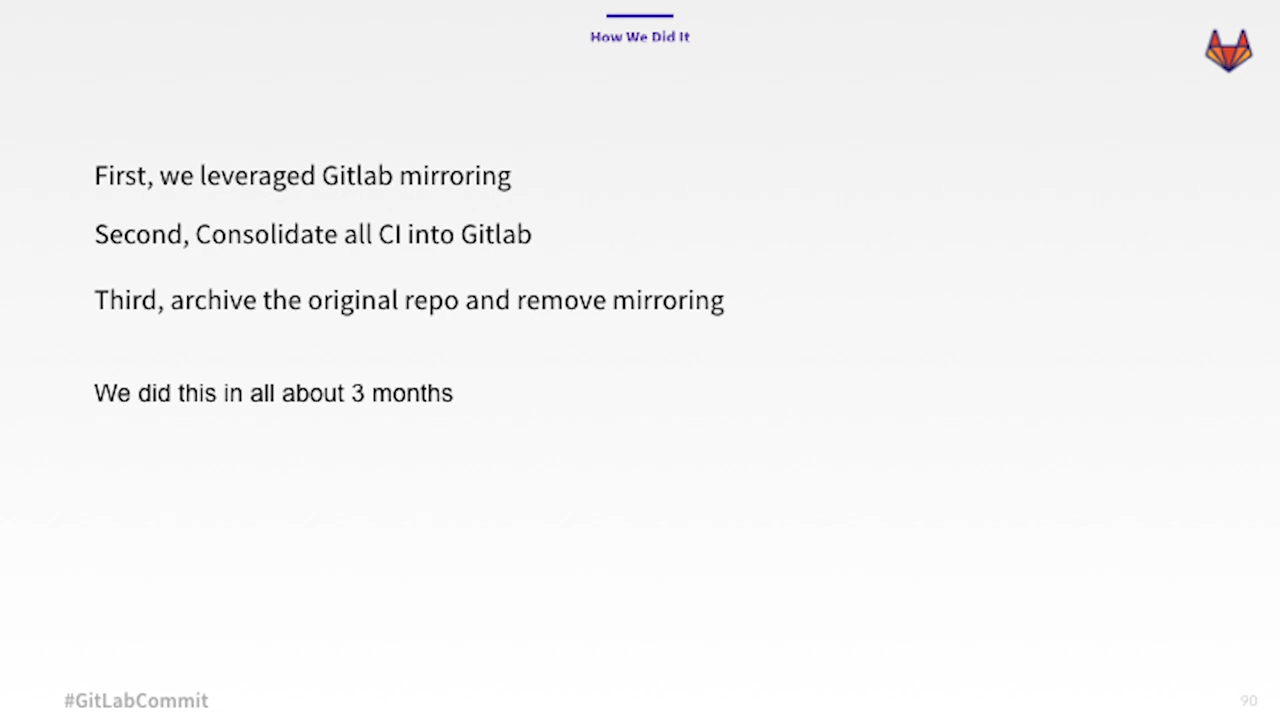 How We Did It
First, we leveraged Gitlab mirroring
Second, Consolidate all CI into Gitlab
Third, archive the original repo and remove mirroring
We did this in all about 3 months
#GitLabCommit
90